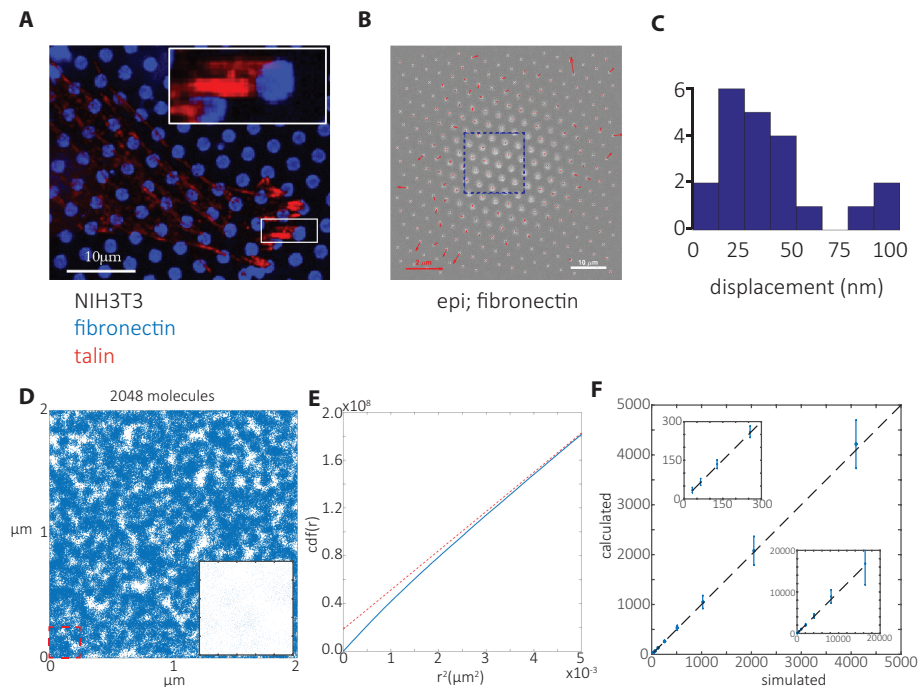 A
10μm
NIH3T3
fibronectin
talin
B
2 μm
10 μm
epi; fibronectin
C
6
4
2
0
0 25 50 75 100
displacement (nm)
D
2048 molecules
2
μm
1
0
0 1 2
μm
E
×10⁸
2.0
1.6
1.2
cdf(r)
0.8
0.4
0.0
0 1 2 3 4 5
r²(μm²)
×10⁻³
F
5000
4000
3000
calculated
2000
1000
0
0 1000 2000 3000 4000 5000
simulated
300
150
0
0 150 300
20000
10000
0
0 10000 20000